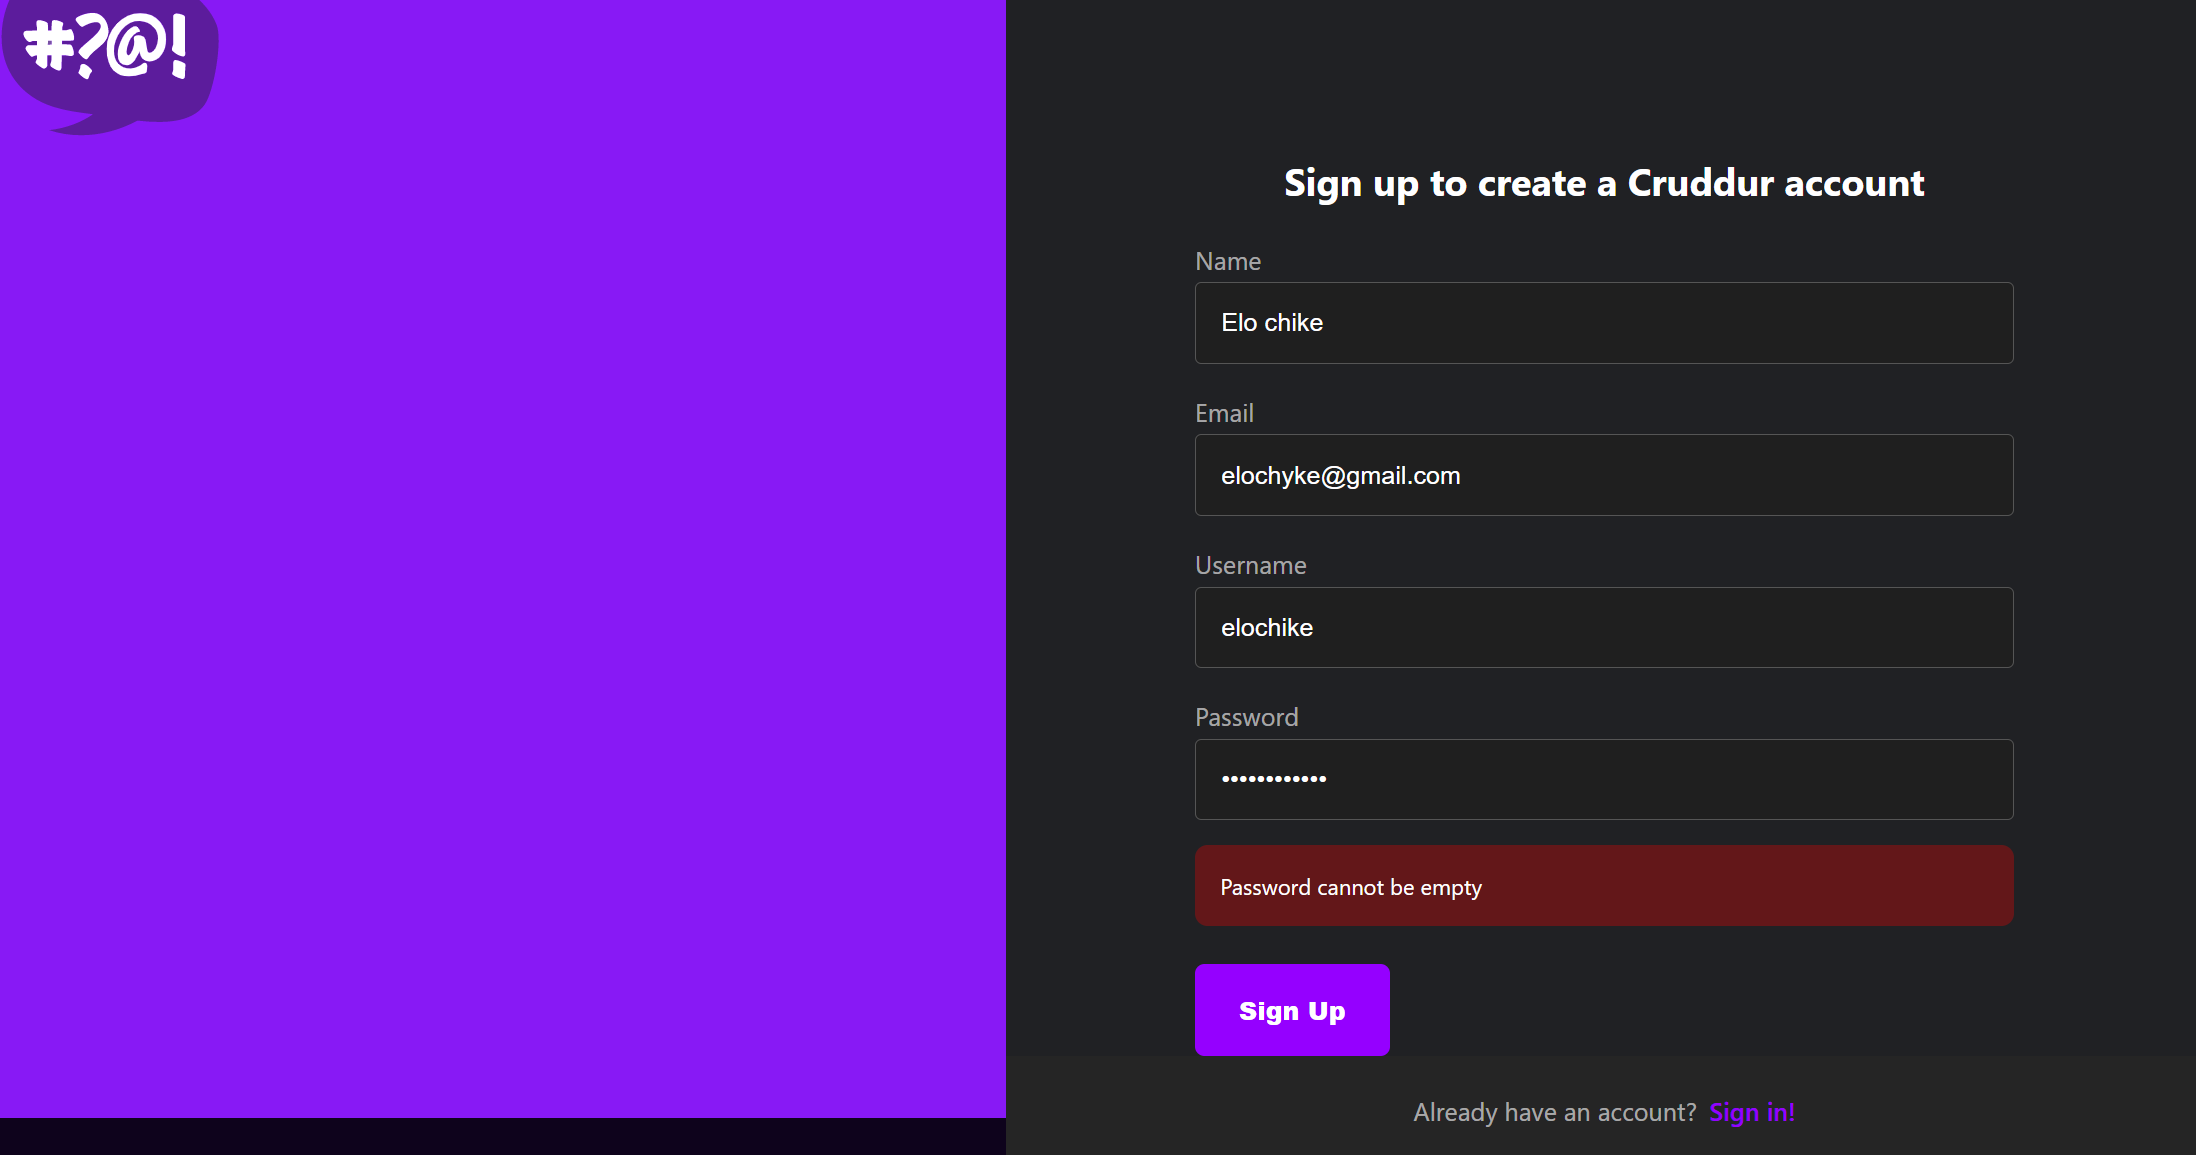 #?@!
Sign up to create a Cruddur account
Name
Elo chike
Email
elochyke@gmail.com
Username
elochike
Password
••••••••••••
Password cannot be empty
Sign Up
Already have an account? Sign in!